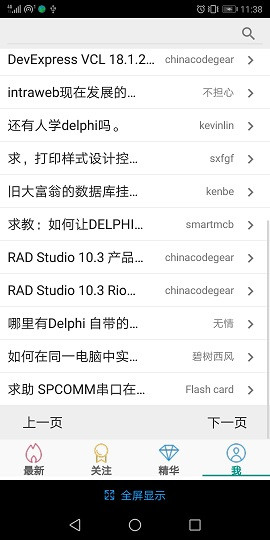 11:38
DevExpress VCL 18.1.2... chinacodegear
intraweb现在发展的... 不担心
还有人学delphi吗。 kevinlin
求，打印样式设计控... sxfgf
旧大富翁的数据库挂... kenbe
求教：如何让DELPHI... smartmcb
RAD Studio 10.3 产品... chinacodegear
RAD Studio 10.3 Rio... chinacodegear
哪里有Delphi 自带的... 无情
如何在同一电脑中实... 碧树西风
求助 SPCOMM串口在... Flash card
上一页 下一页
最新 关注 精华 我
全屏显示